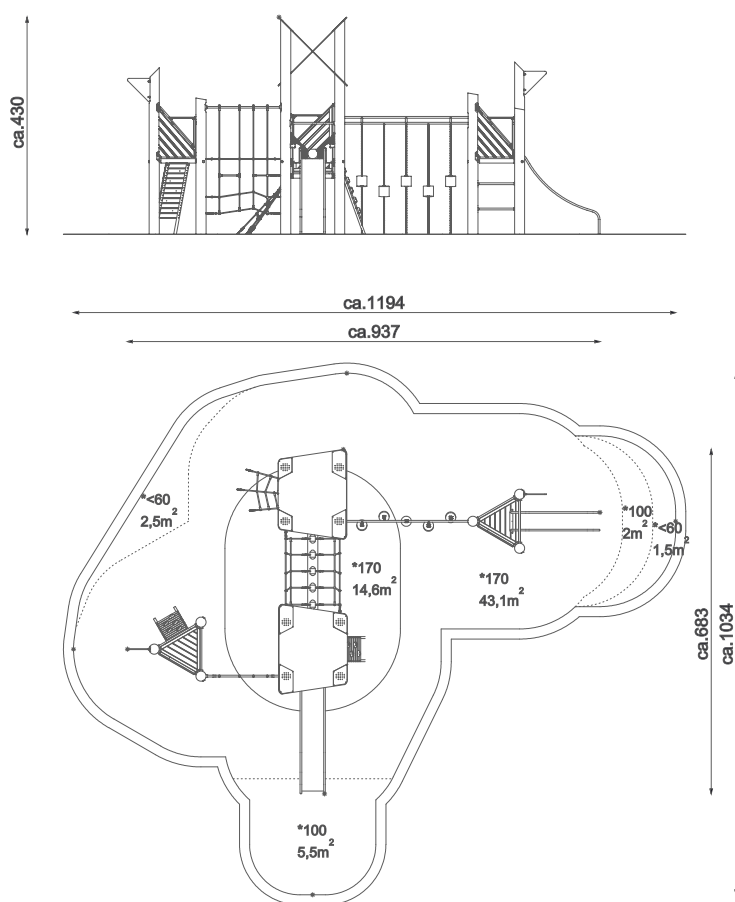 ca.430
ca.1194
ca.937
*<60
2,5m²
*170
14,6m²
*100
2m²
*<60
1,5m²
*170
43,1m²
ca.683
ca.1034
*100
5,5m²